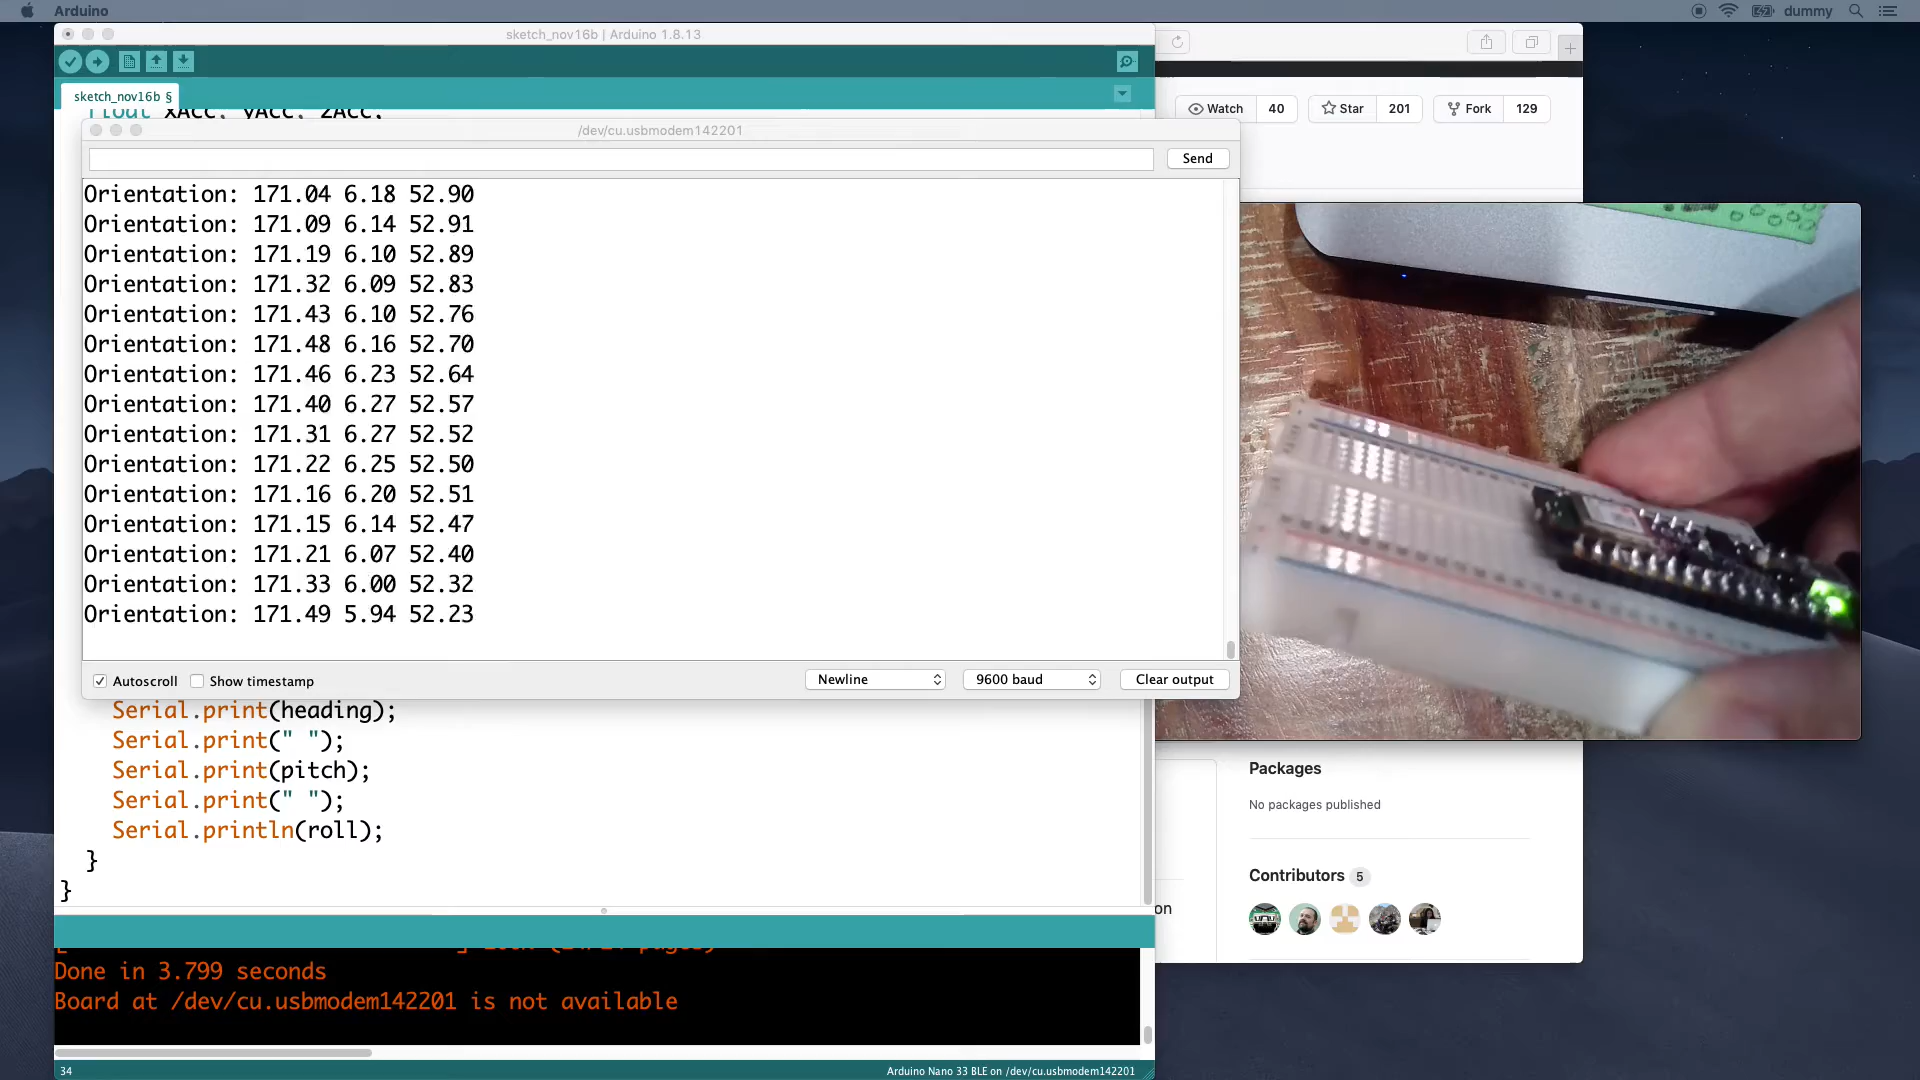 Arduino
dummy
sketch_nov16b | Arduino 1.8.13
sketch_nov16b §
float xAcc, yAcc, zAcc;
Watch 40 Star 201 Fork 129
/dev/cu.usbmodem142201
Send
Orientation: 171.04 6.18 52.90
Orientation: 171.09 6.14 52.91
Orientation: 171.19 6.10 52.89
Orientation: 171.32 6.09 52.83
Orientation: 171.43 6.10 52.76
Orientation: 171.48 6.16 52.70
Orientation: 171.46 6.23 52.64
Orientation: 171.40 6.27 52.57
Orientation: 171.31 6.27 52.52
Orientation: 171.22 6.25 52.50
Orientation: 171.16 6.20 52.51
Orientation: 171.15 6.14 52.47
Orientation: 171.21 6.07 52.40
Orientation: 171.33 6.00 52.32
Orientation: 171.49 5.94 52.23
Autoscroll Show timestamp Newline 9600 baud Clear output
Serial.print(heading);
Serial.print(" ");
Serial.print(pitch);
Serial.print(" ");
Serial.println(roll);
}
}
Packages
No packages published
Contributors 5
on
Done in 3.799 seconds
Board at /dev/cu.usbmodem142201 is not available
34
Arduino Nano 33 BLE on /dev/cu.usbmodem142201